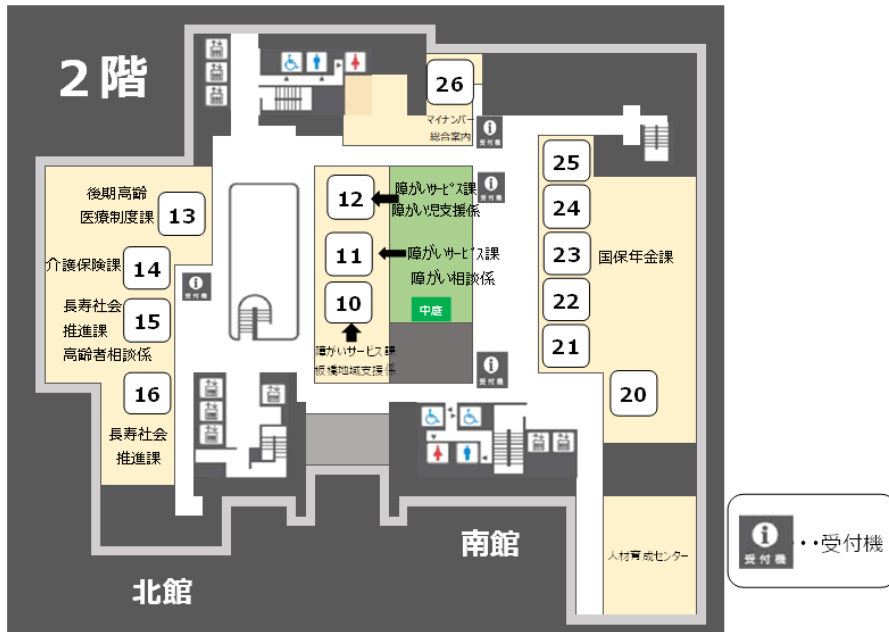 2階
26
マイナンバー
総合案内
受付機
後期高齢
医療制度課
13
介護保険課
14
長寿社会
推進課
高齢者相談係
15
16
長寿社会
推進課
受付機
12
障がいサービス課
障がい児支援係
受付機
11
障がいサービス課
障がい相談係
10
中庭
障がいサービス課
板橋地域支援係
受付機
25
24
23
国保年金課
22
21
20
人材育成センター
北館
南館
受付機
・・受付機